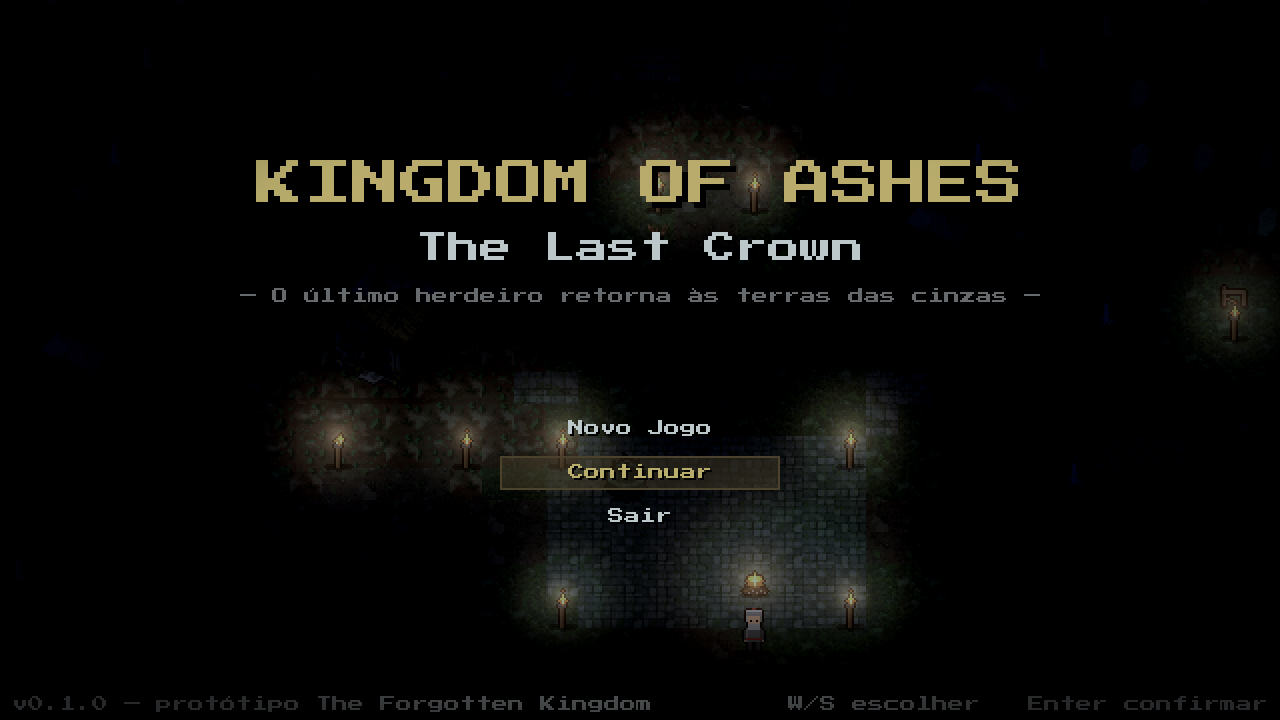 KINGDOM OF ASHES
The Last Crown
— O último herdeiro retorna às terras das cinzas —
Novo Jogo
Continuar
Sair
v0.1.0 — protótipo The Forgotten Kingdom
W/S escolher Enter confirmar